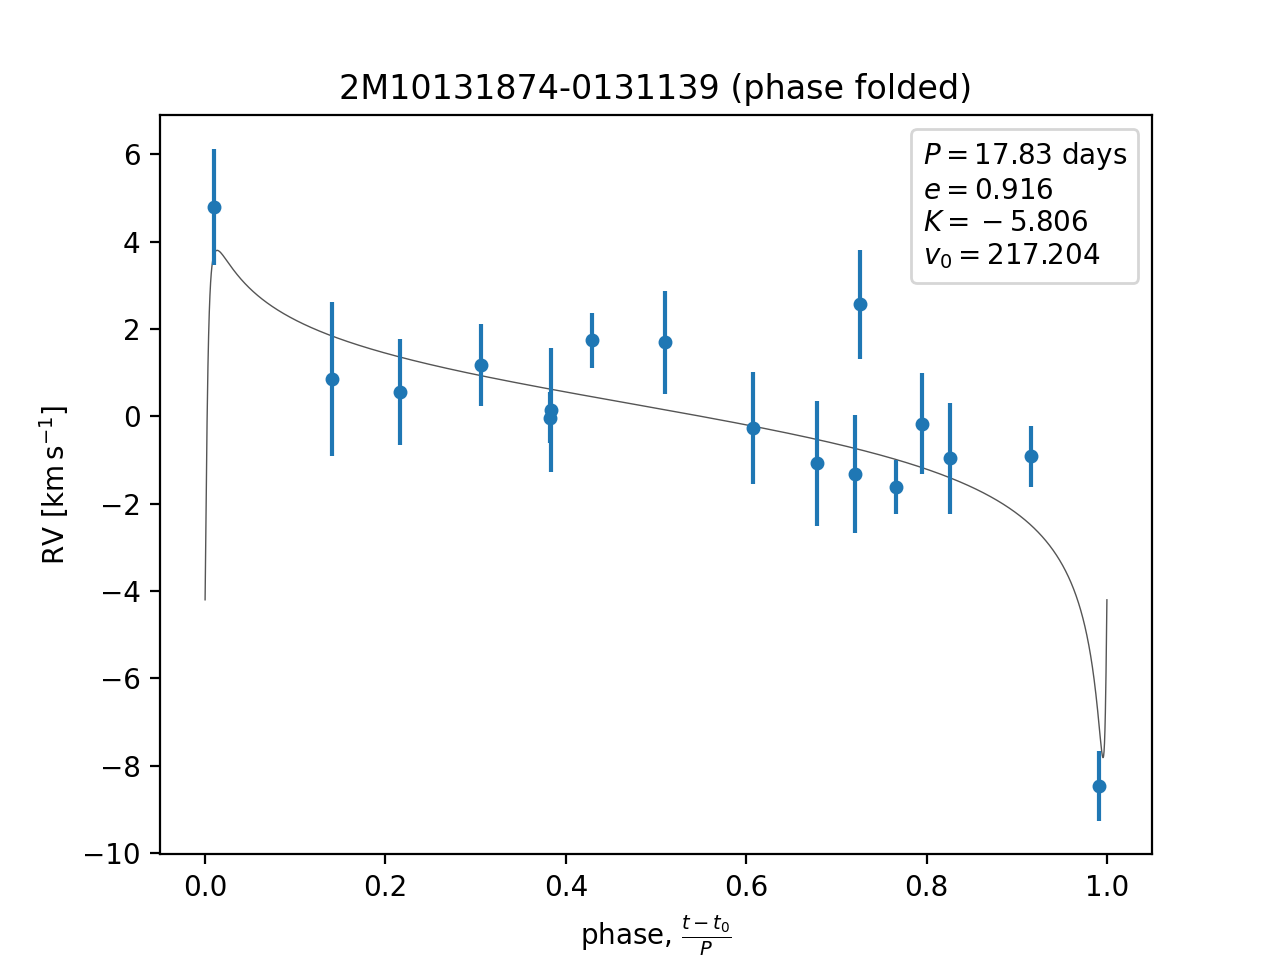 2M10131874-0131139 (phase folded)
P = 17.83 days
e = 0.916
K = −5.806
v₀ = 217.204
RV [km s⁻¹]
6
4
2
0
−2
−4
−6
−8
−10
0.0 0.2 0.4 0.6 0.8 1.0
phase, (t − t₀)/P